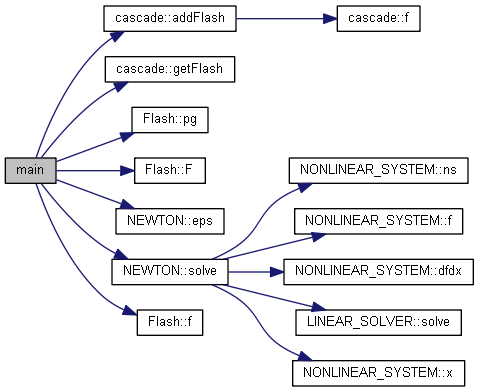 cascade::addFlash
cascade::f
cascade::getFlash
Flash::pg
main
Flash::F
NONLINEAR_SYSTEM::ns
NEWTON::eps
NONLINEAR_SYSTEM::f
NEWTON::solve
NONLINEAR_SYSTEM::dfdx
Flash::f
LINEAR_SOLVER::solve
NONLINEAR_SYSTEM::x